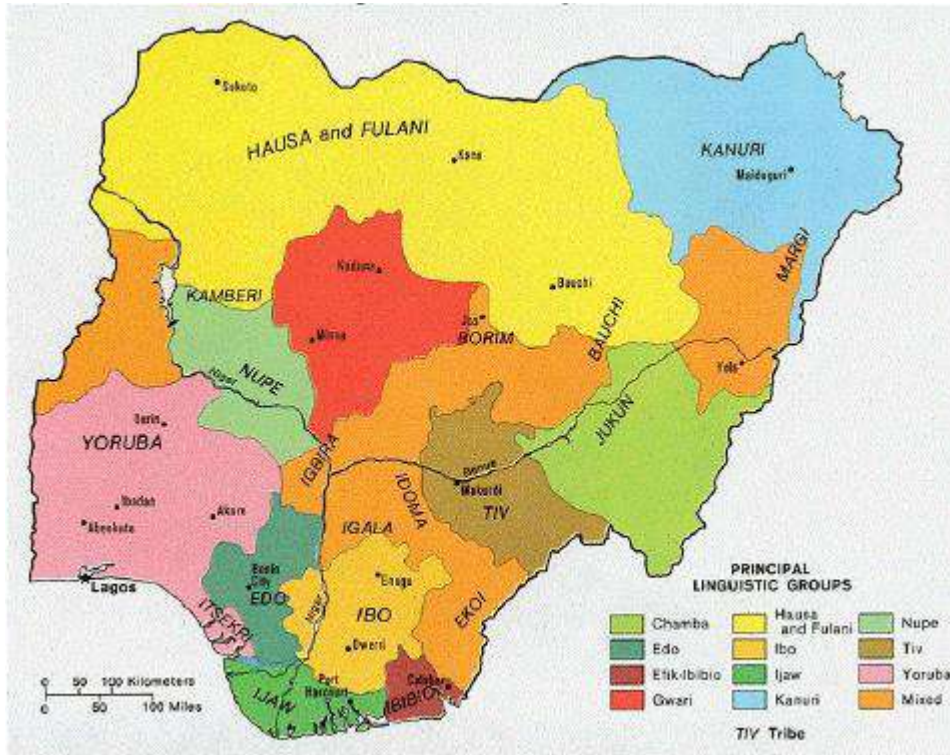 Sokoto
HAUSA and FULANI
Kano
KANURI
Maiduguri
MARGI
KAMBERI
Kaduna
Bauchi
BAUCHI
Jos
BORIM
Minna
NUPE
Niger
Yola
JUKUN
Ilorin
YORUBA
IGBIRA
Benue
Makurdi
TIV
IDOMA
IGALA
Ibadan
Abeokuta
Akure
Lagos
Benin
City
EDO
ITSEKRI
Niger
Enugu
IBO
Owerri
EKOI
IJAW
Port
Harcourt
Calabar
IBIBIO
0 50 100 Kilometers
0 50 100 Miles
PRINCIPAL
LINGUISTIC GROUPS
Chamba
Edo
Efik-Ibibio
Gwari
Hausa
and Fulani
Ibo
Ijaw
Kanuri
Nupe
Tiv
Yoruba
Mixed
TIV Tribe